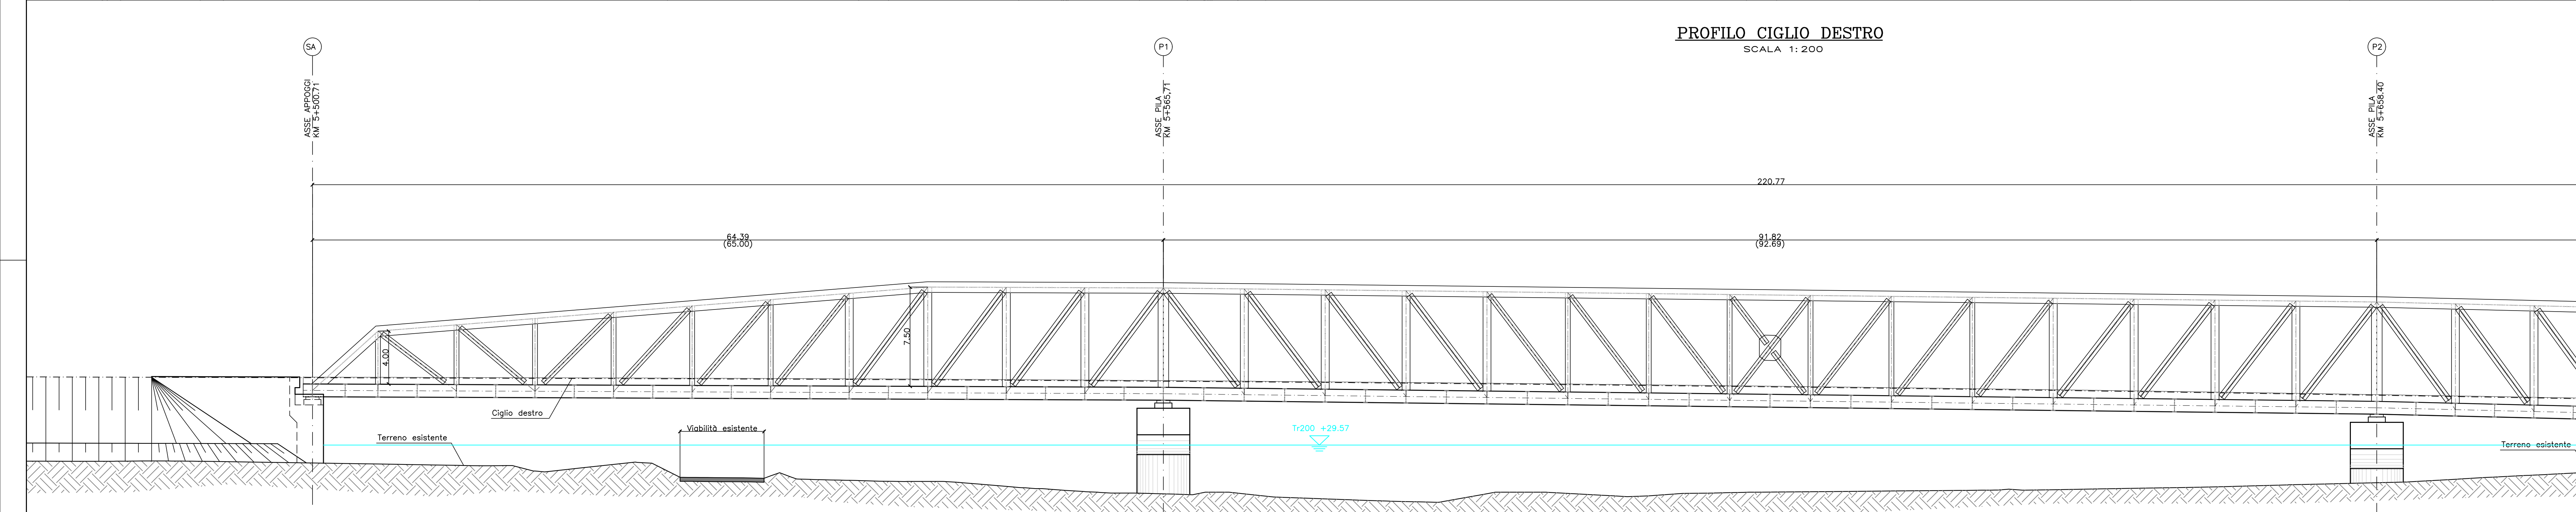 PROFILO CIGLIO DESTRO
SCALA 1:200
SA
P1
P2
ASSE APPOGGI
KM 5+500.71
ASSE PILA
KM 5+565.71
ASSE PILA
KM 5+658.40
220.77
64.39
(65.00)
91.82
(92.69)
4.00
7.50
Ciglio destro
Terreno esistente
Viabilità esistente
Tr200 +29.57
Terreno esistente